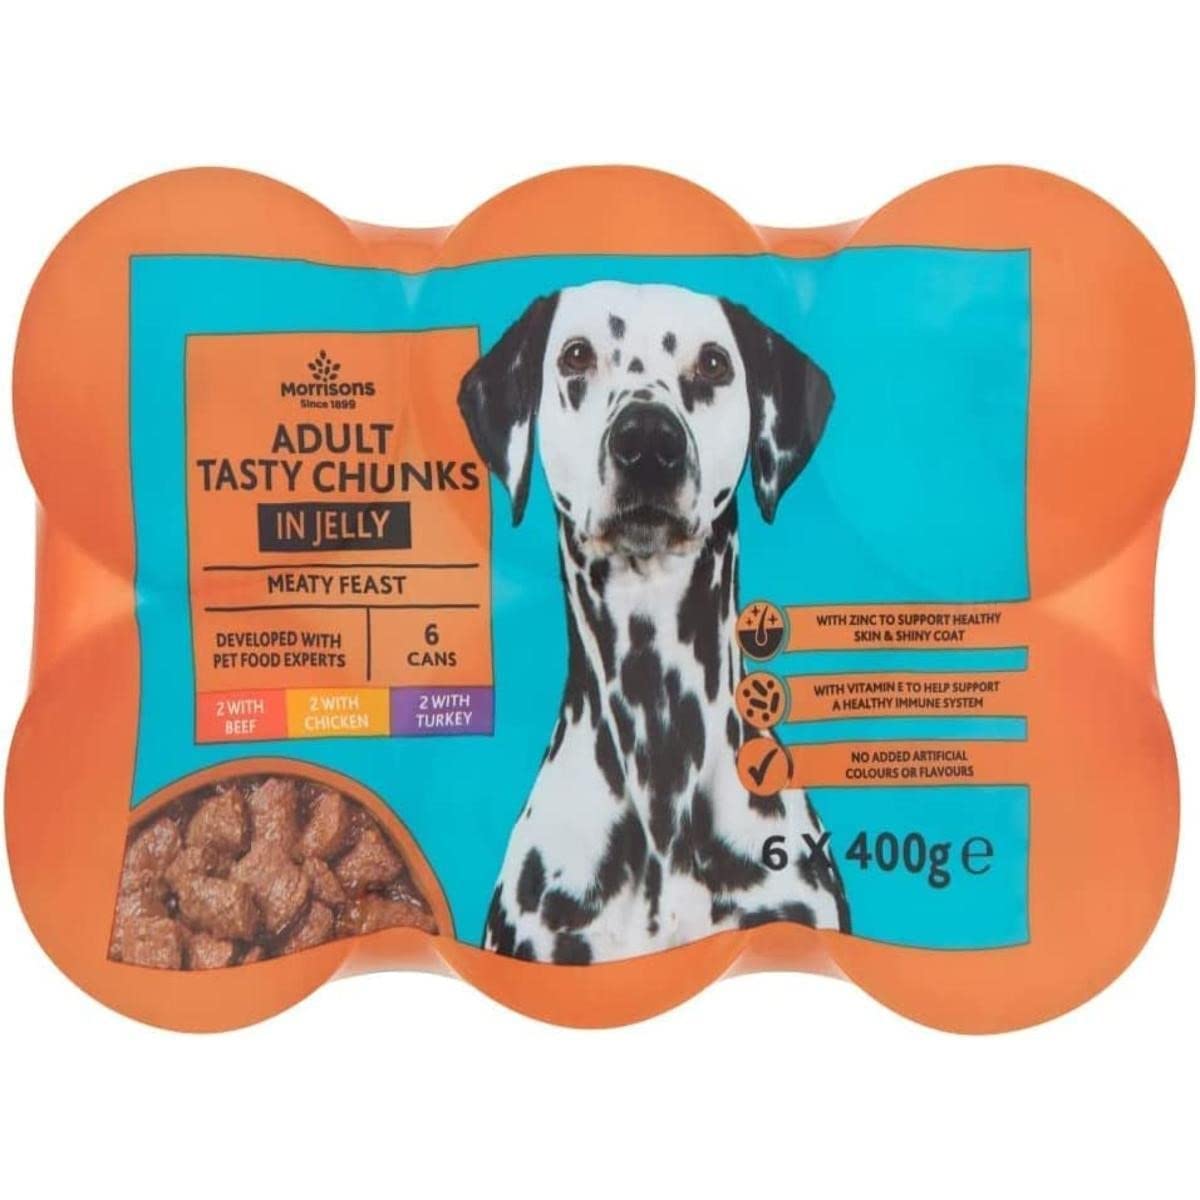 Morrisons
Since 1899
ADULT
TASTY CHUNKS
IN JELLY
MEATY FEAST
DEVELOPED WITH
PET FOOD EXPERTS
6
CANS
2 WITH
BEEF
2 WITH
CHICKEN
2 WITH
TURKEY
WITH ZINC TO SUPPORT HEALTHY
SKIN & SHINY COAT
WITH VITAMIN E TO HELP SUPPORT
A HEALTHY IMMUNE SYSTEM
NO ADDED ARTIFICIAL
COLOURS OR FLAVOURS
6 X 400g e